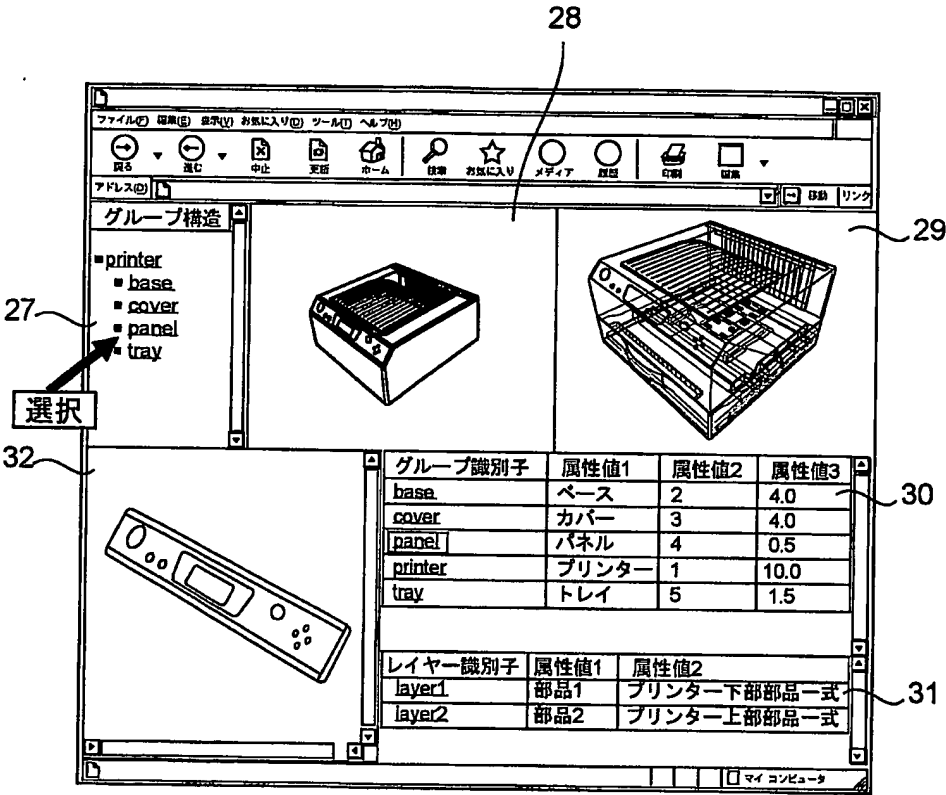 28
ファイル(F) 編集(E) 表示(V) お気に入り(D) ツール(T) ヘルプ(H)
戻る 進む 中止 更新 ホーム 検索 お気に入り メディア 履歴 印刷 編集
アドレス(D) 移動 リンク
グループ構造
29
printer
base
27
cover
panel
tray
選択
32
グループ識別子 属性値1 属性値2 属性値3
30
base ベース 2 4.0
cover カバー 3 4.0
panel パネル 4 0.5
printer プリンター 1 10.0
tray トレイ 5 1.5
レイヤー識別子 属性値1 属性値2
layer1 部品1 プリンター下部部品一式
31
layer2 部品2 プリンター上部部品一式
マイ コンピュータ